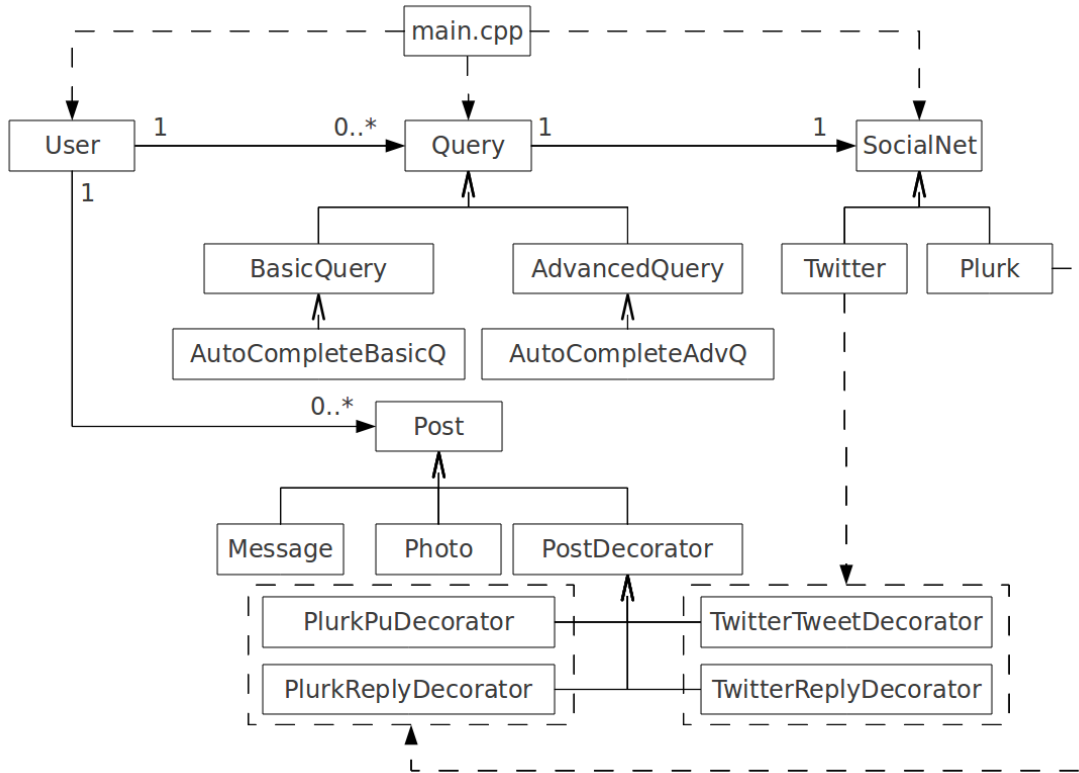 main.cpp
User
1
0..*
Query
1
1
SocialNet
1
BasicQuery
AdvancedQuery
Twitter
Plurk
AutoCompleteBasicQ
AutoCompleteAdvQ
0..*
Post
Message
Photo
PostDecorator
PlurkPuDecorator
TwitterTweetDecorator
PlurkReplyDecorator
TwitterReplyDecorator